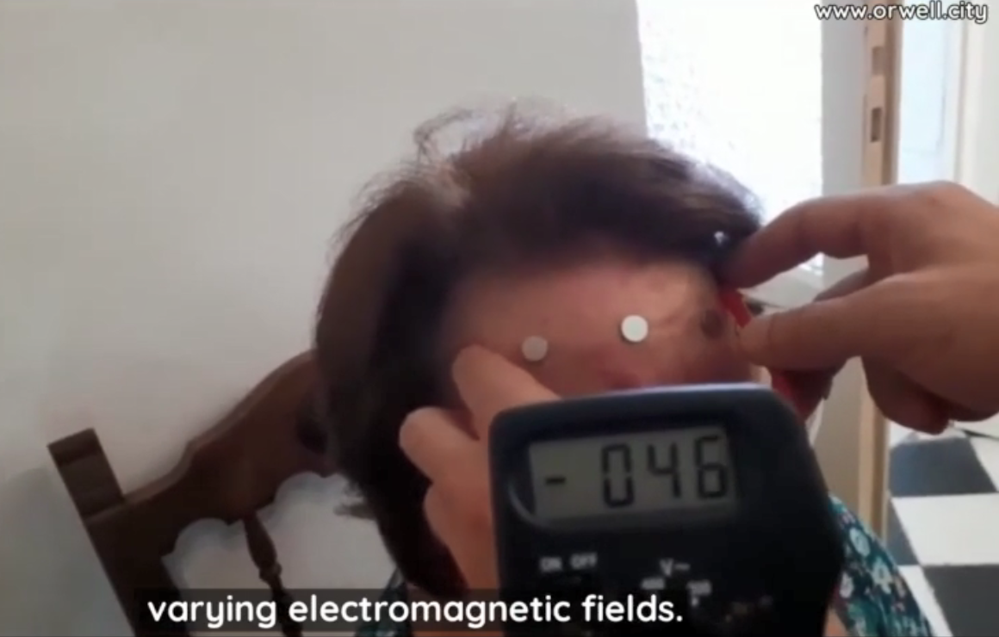 www.orwell.city
- 046
ON OFF
V~
varying electromagnetic fields.